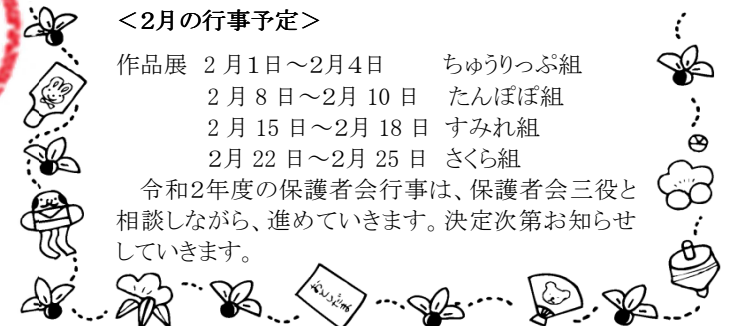 ＜2月の行事予定＞
作品展 2月1日～2月4日 ちゅうりっぷ組
2月8日～2月10日 たんぽぽ組
2月15日～2月18日 すみれ組
2月22日～2月25日 さくら組
令和2年度の保護者会行事は、保護者会三役と
相談しながら、進めていきます。決定次第お知らせ
していきます。